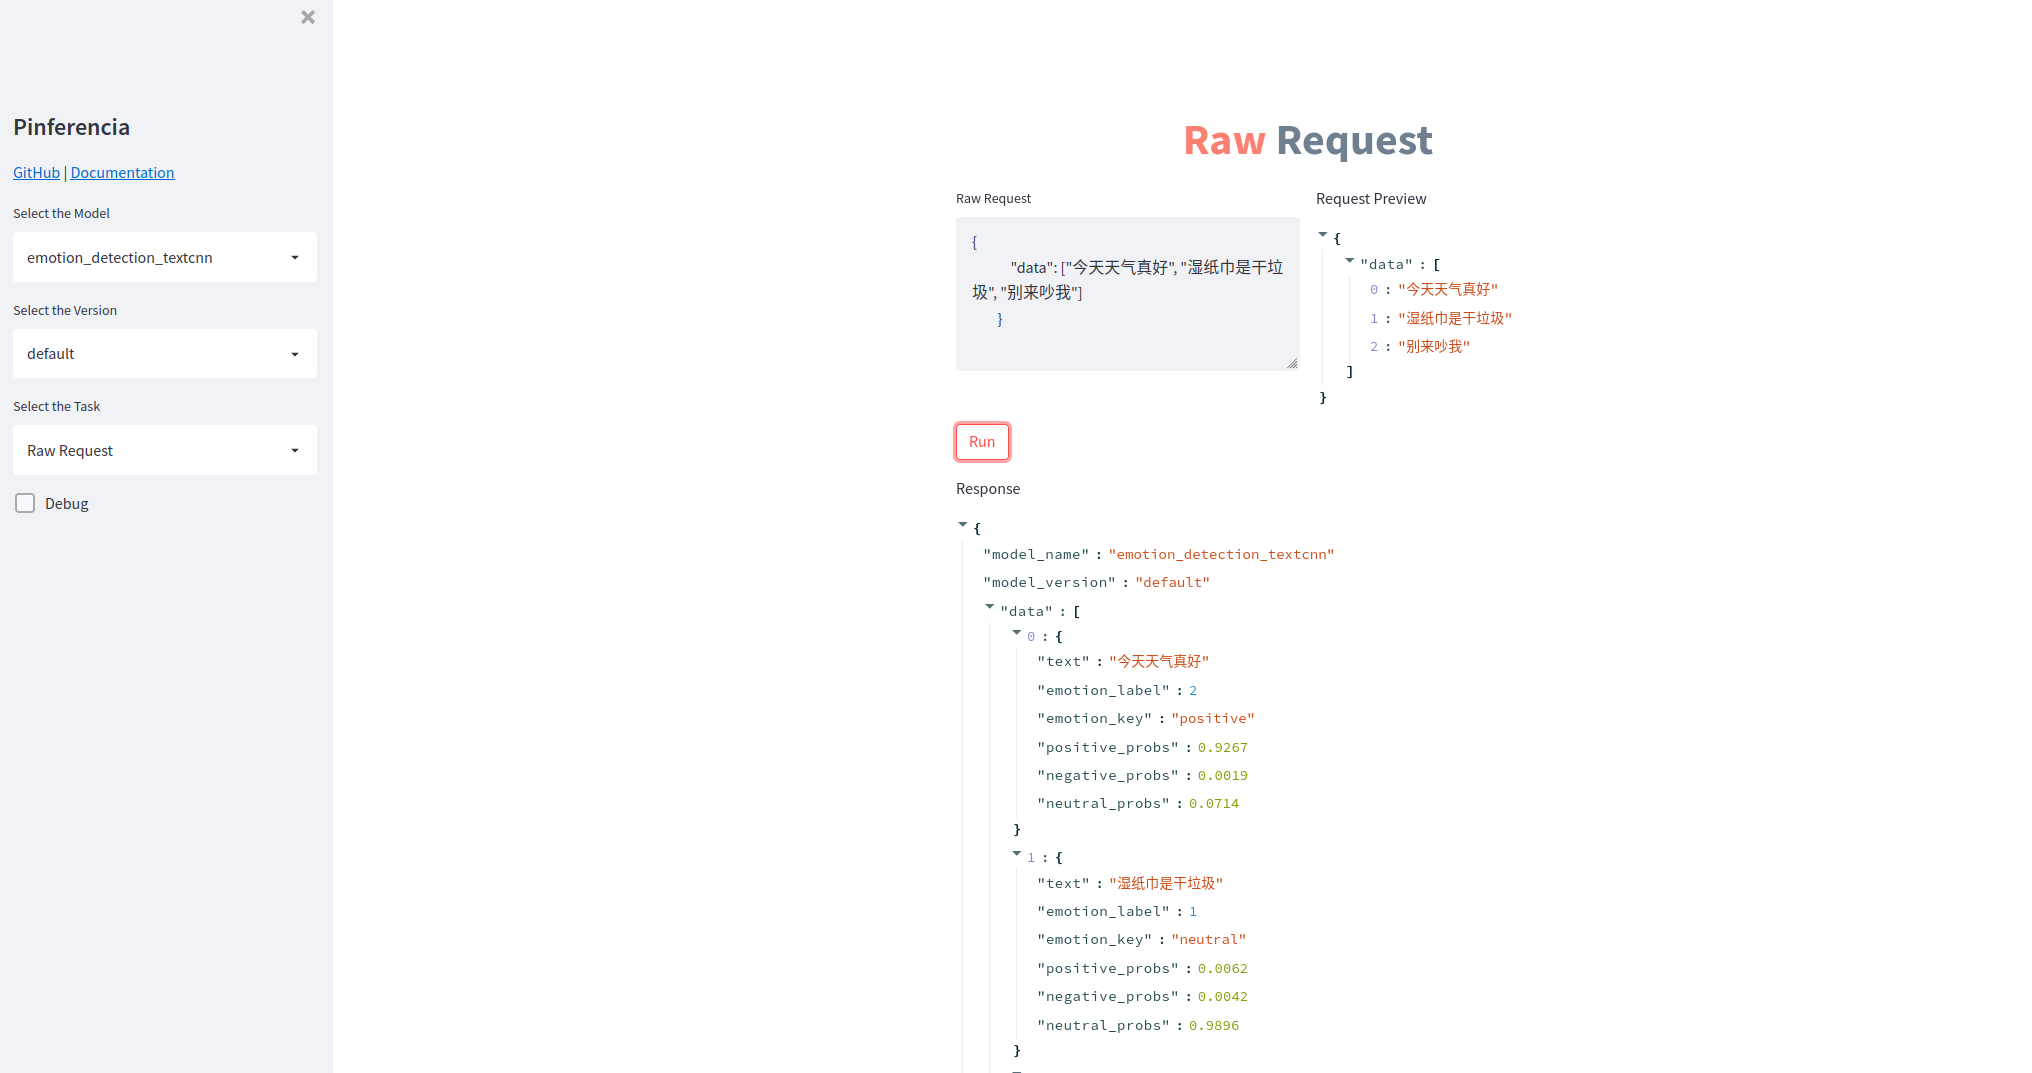 Pinferencia
GitHub | Documentation
Select the Model
emotion_detection_textcnn
Select the Version
default
Select the Task
Raw Request
Debug
Raw Request
Raw Request
{
"data": ["今天天气真好", "湿纸巾是干垃
圾", "别来吵我"]
}
Request Preview
{
"data" : [
0 : "今天天气真好"
1 : "湿纸巾是干垃圾"
2 : "别来吵我"
]
}
Run
Response
{
"model_name" : "emotion_detection_textcnn"
"model_version" : "default"
"data" : [
0 : {
"text" : "今天天气真好"
"emotion_label" : 2
"emotion_key" : "positive"
"positive_probs" : 0.9267
"negative_probs" : 0.0019
"neutral_probs" : 0.0714
}
1 : {
"text" : "湿纸巾是干垃圾"
"emotion_label" : 1
"emotion_key" : "neutral"
"positive_probs" : 0.0062
"negative_probs" : 0.0042
"neutral_probs" : 0.9896
}